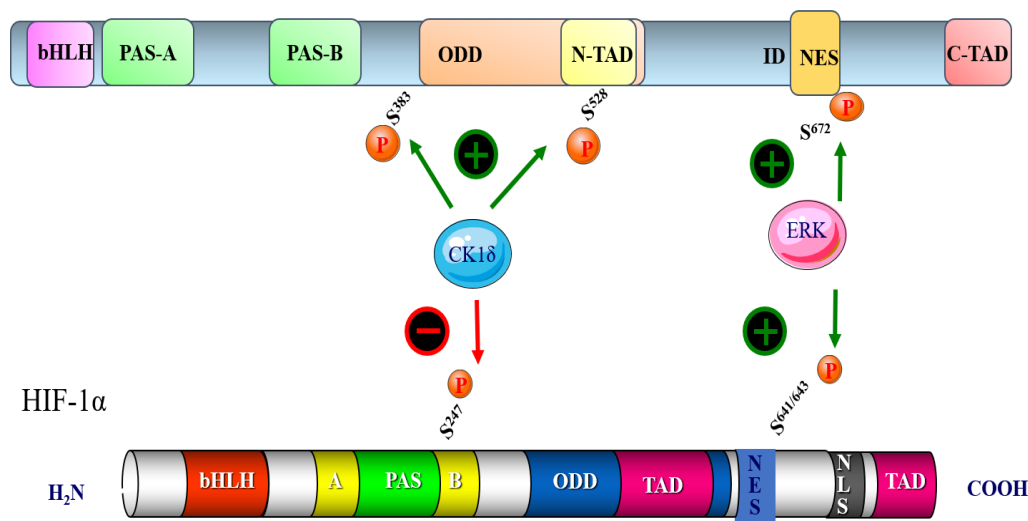 bHLH PAS-A PAS-B ODD N-TAD ID NES C-TAD
S³⁸³ S⁵²⁸ P
P P S⁶⁷²
+ +
CK1δ ERK
− +
P P
HIF-1α S²⁴⁷ S⁶⁴¹/⁶⁴³
H₂N bHLH A PAS B ODD TAD NES NLS TAD COOH